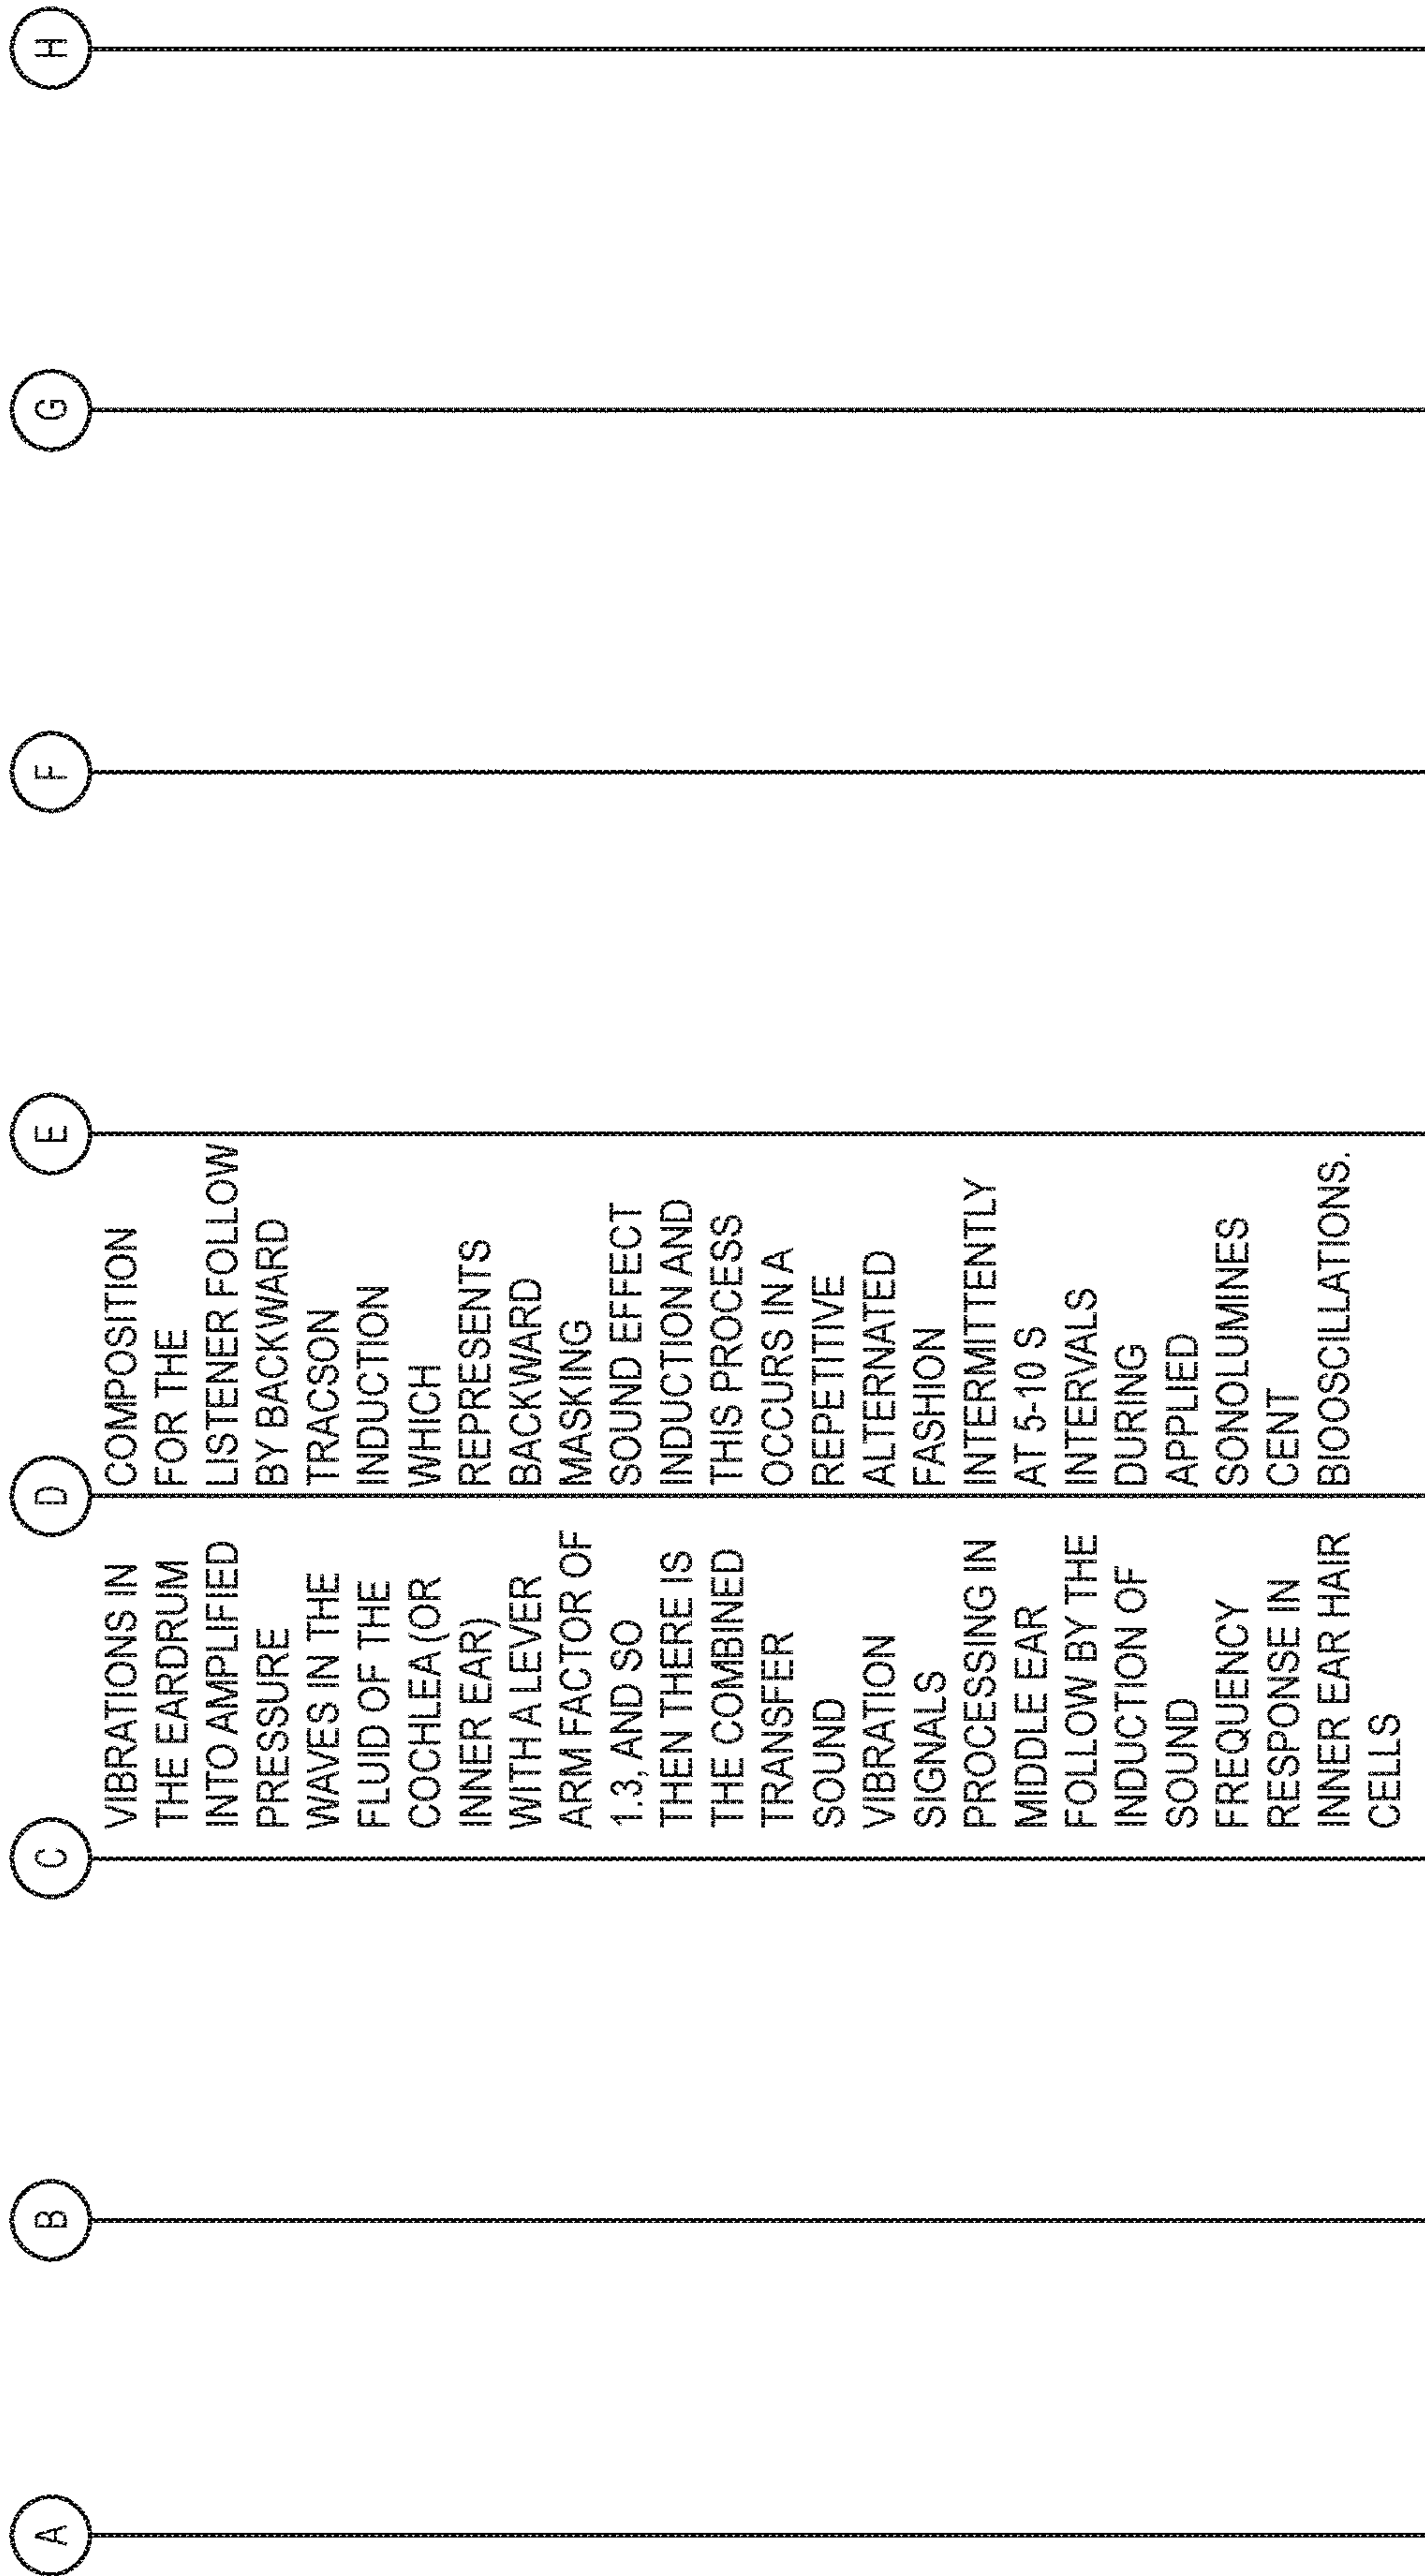 A
B
C
D
E
F
G
H
VIBRATIONS IN
THE EARDRUM
INTO AMPLIFIED
PRESSURE
WAVES IN THE
FLUID OF THE
COCHLEA (OR
INNER EAR)
WITH A LEVER
ARM FACTOR OF
1.3, AND SO
THEN THERE IS
THE COMBINED
TRANSFER
SOUND
VIBRATION
SIGNALS
PROCESSING IN
MIDDLE EAR
FOLLOW BY THE
INDUCTION OF
SOUND
FREQUENCY
RESPONSE IN
INNER EAR HAIR
CELLS
COMPOSITION
FOR THE
LISTENER FOLLOW
BY BACKWARD
TRACSON
INDUCTION
WHICH
REPRESENTS
BACKWARD
MASKING
SOUND EFFECT
INDUCTION AND
THIS PROCESS
OCCURS IN A
REPETITIVE
ALTERNATED
FASHION
INTERMITTENTLY
AT 5-10 S
INTERVALS
DURING
APPLIED
SONOLUMINES
CENT
BIOOSCILLATIONS.